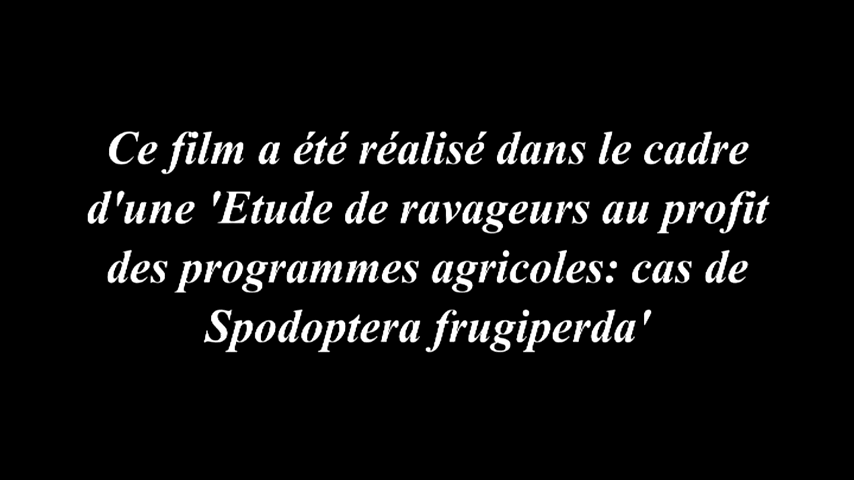 Ce film a été réalisé dans le cadre
d'une 'Etude de ravageurs au profit
des programmes agricoles: cas de
Spodoptera frugiperda'